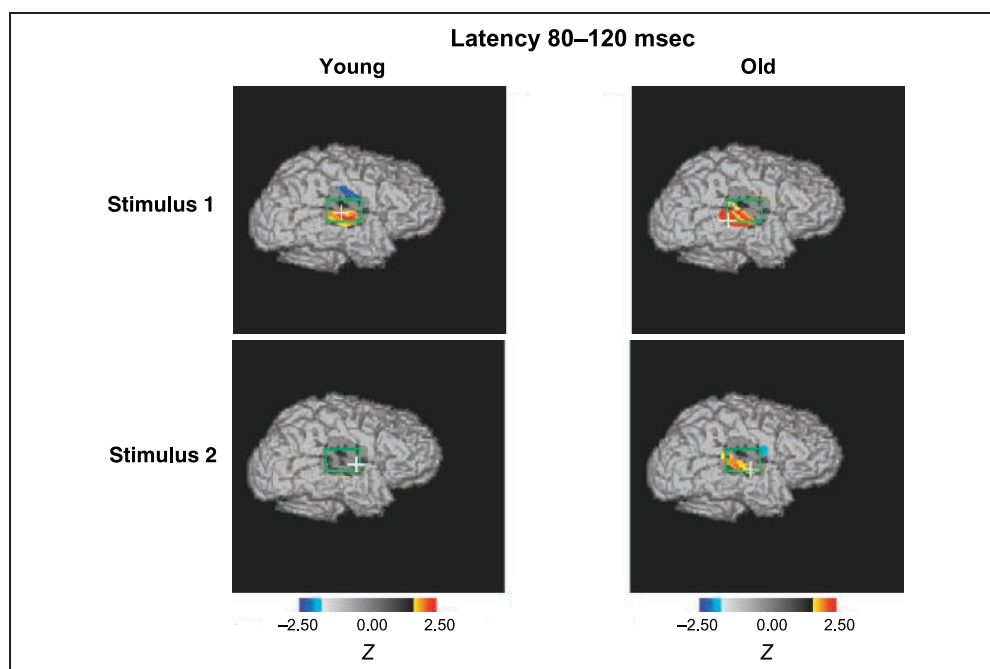 Latency 80–120 msec
Young Old
Stimulus 1
Stimulus 2
–2.50 0.00 2.50 –2.50 0.00 2.50
Z Z